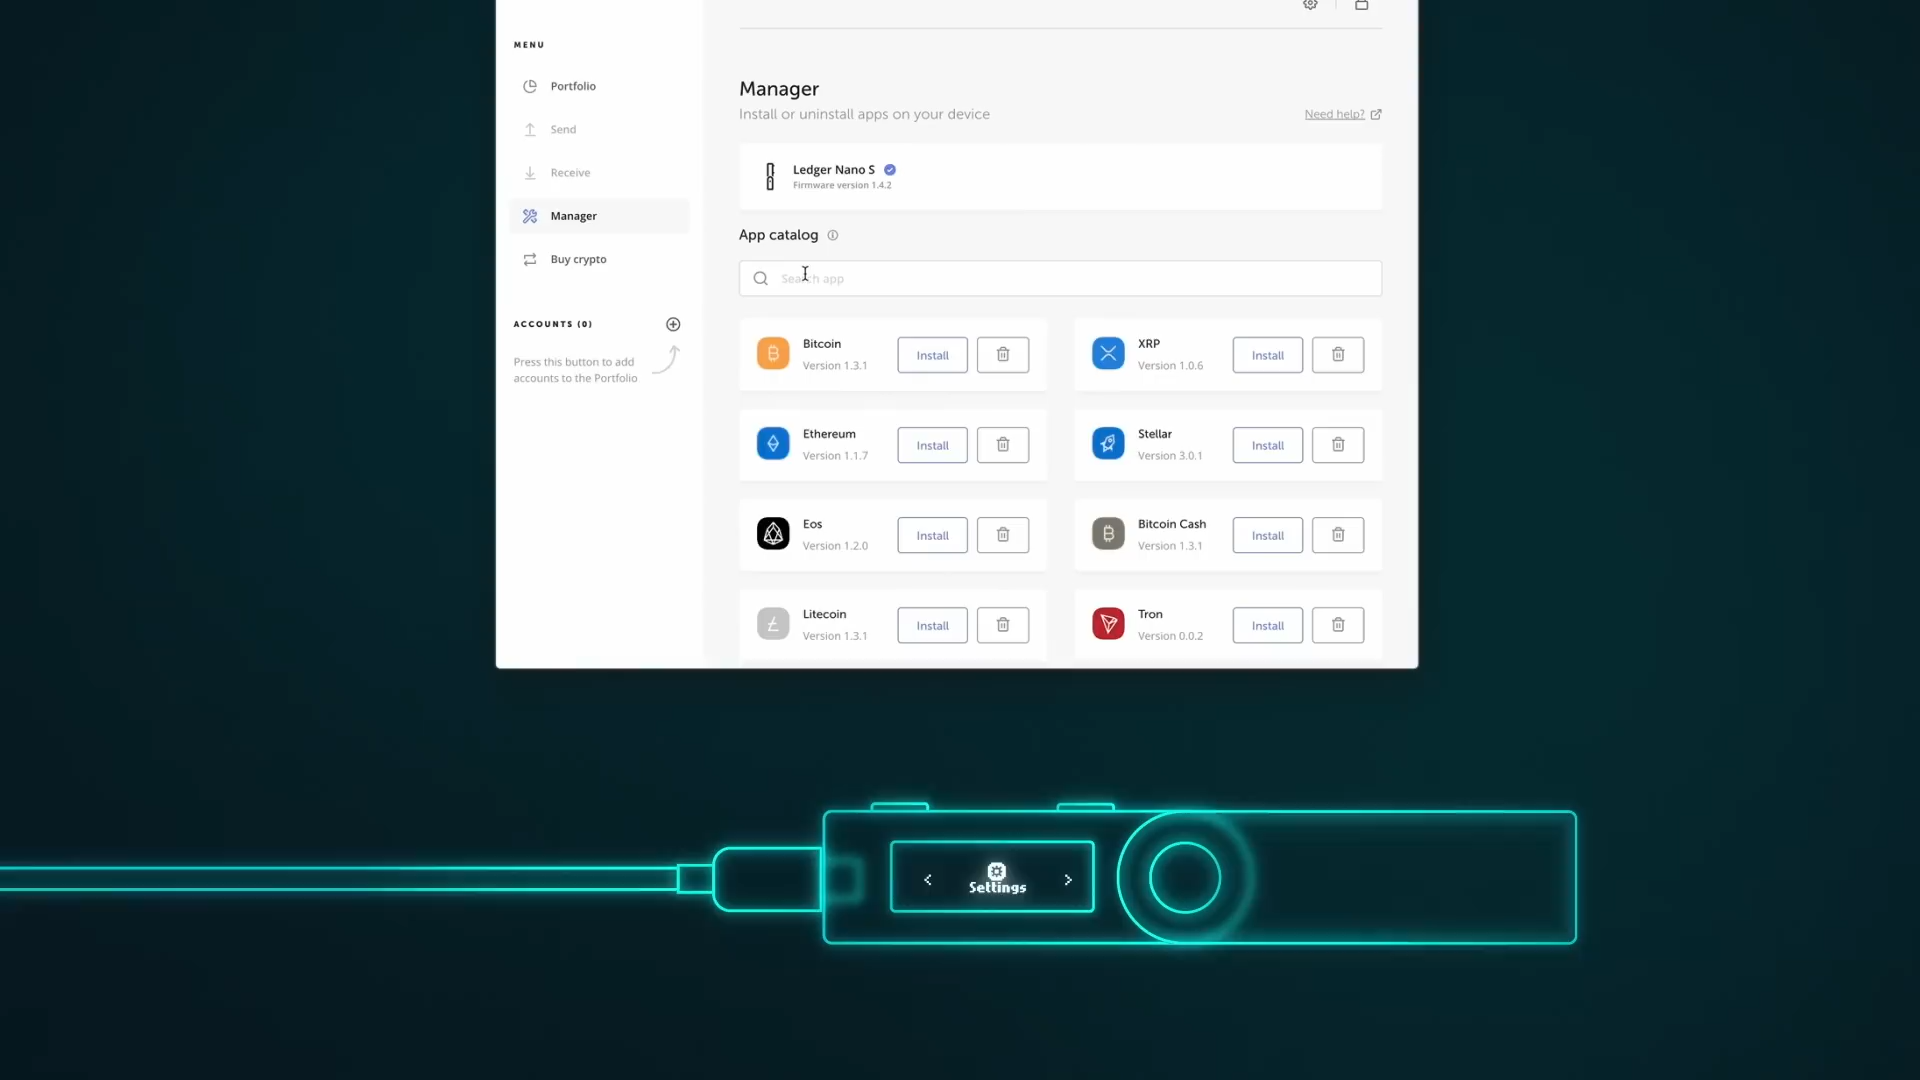 MENU
Portfolio
Send
Receive
Manager
Buy crypto
ACCOUNTS (0)
Press this button to add
accounts to the Portfolio
Manager
Install or uninstall apps on your device
Need help?
Ledger Nano S
Firmware version 1.4.2
App catalog
Search app
Bitcoin
Version 1.3.1
Install
XRP
Version 1.0.6
Install
Ethereum
Version 1.1.7
Install
Stellar
Version 3.0.1
Install
Eos
Version 1.2.0
Install
Bitcoin Cash
Version 1.3.1
Install
Litecoin
Version 1.3.1
Install
Tron
Version 0.0.2
Install
< Settings >